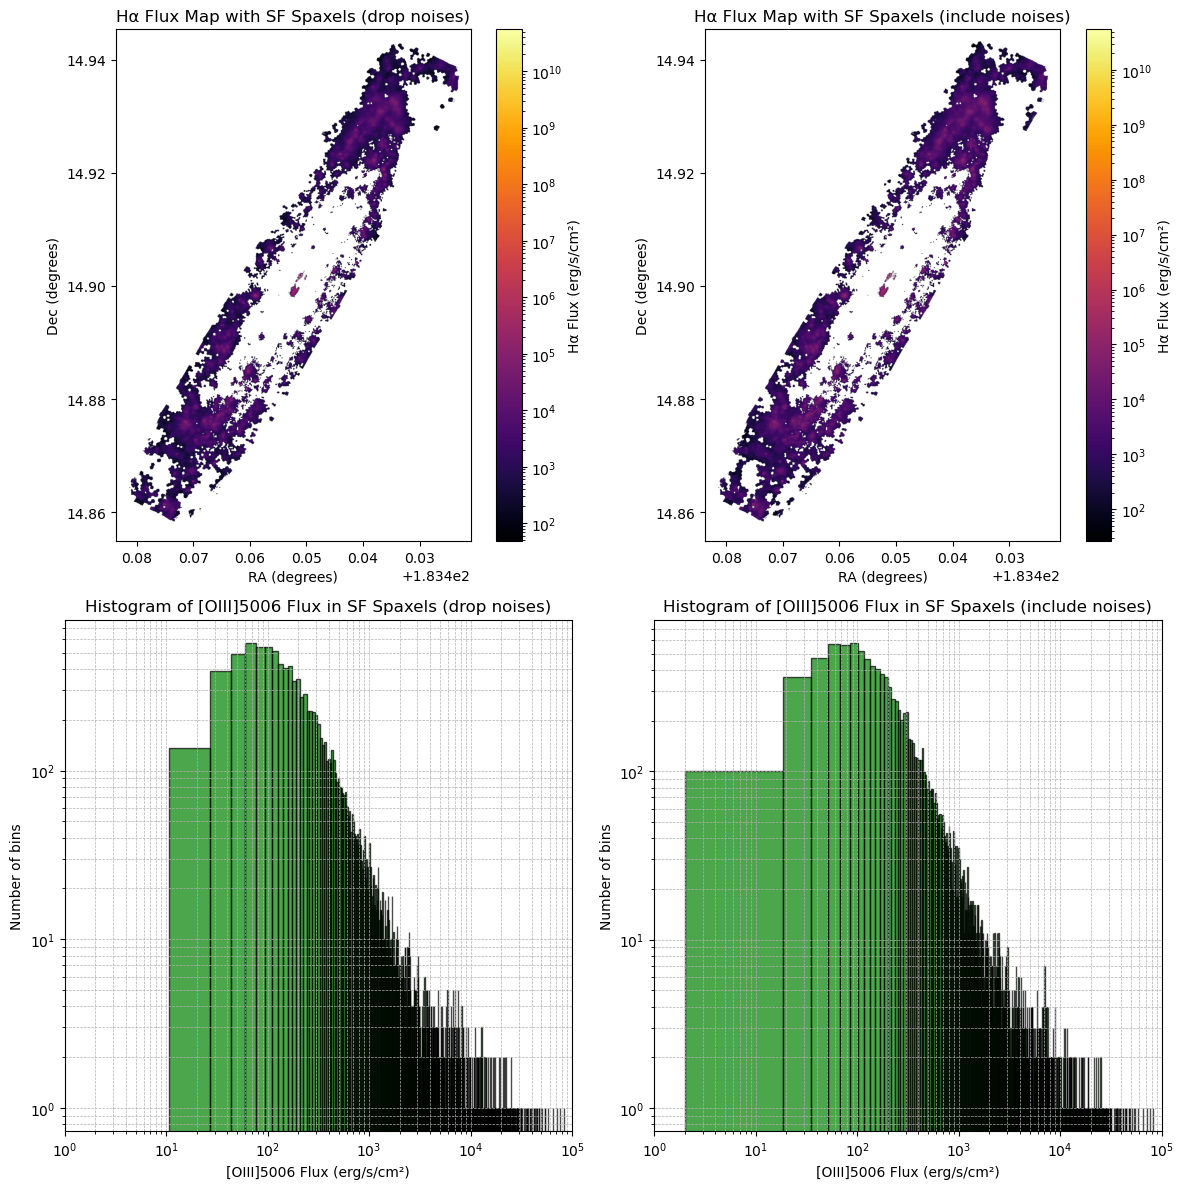 Hα Flux Map with SF Spaxels (drop noises)
14.94
14.92
14.90
14.88
14.86
Dec (degrees)
0.08 0.07 0.06 0.05 0.04 0.03
RA (degrees)
+1.834e2
10¹⁰
10⁹
10⁸
10⁷
10⁶
10⁵
10⁴
10³
10²
Hα Flux (erg/s/cm²)
Hα Flux Map with SF Spaxels (include noises)
14.94
14.92
14.90
14.88
14.86
Dec (degrees)
0.08 0.07 0.06 0.05 0.04 0.03
RA (degrees)
+1.834e2
10¹⁰
10⁹
10⁸
10⁷
10⁶
10⁵
10⁴
10³
10²
Hα Flux (erg/s/cm²)
Histogram of [OIII]5006 Flux in SF Spaxels (drop noises)
10²
10¹
10⁰
Number of bins
10⁰ 10¹ 10² 10³ 10⁴ 10⁵
[OIII]5006 Flux (erg/s/cm²)
Histogram of [OIII]5006 Flux in SF Spaxels (include noises)
10²
10¹
10⁰
Number of bins
10⁰ 10¹ 10² 10³ 10⁴ 10⁵
[OIII]5006 Flux (erg/s/cm²)